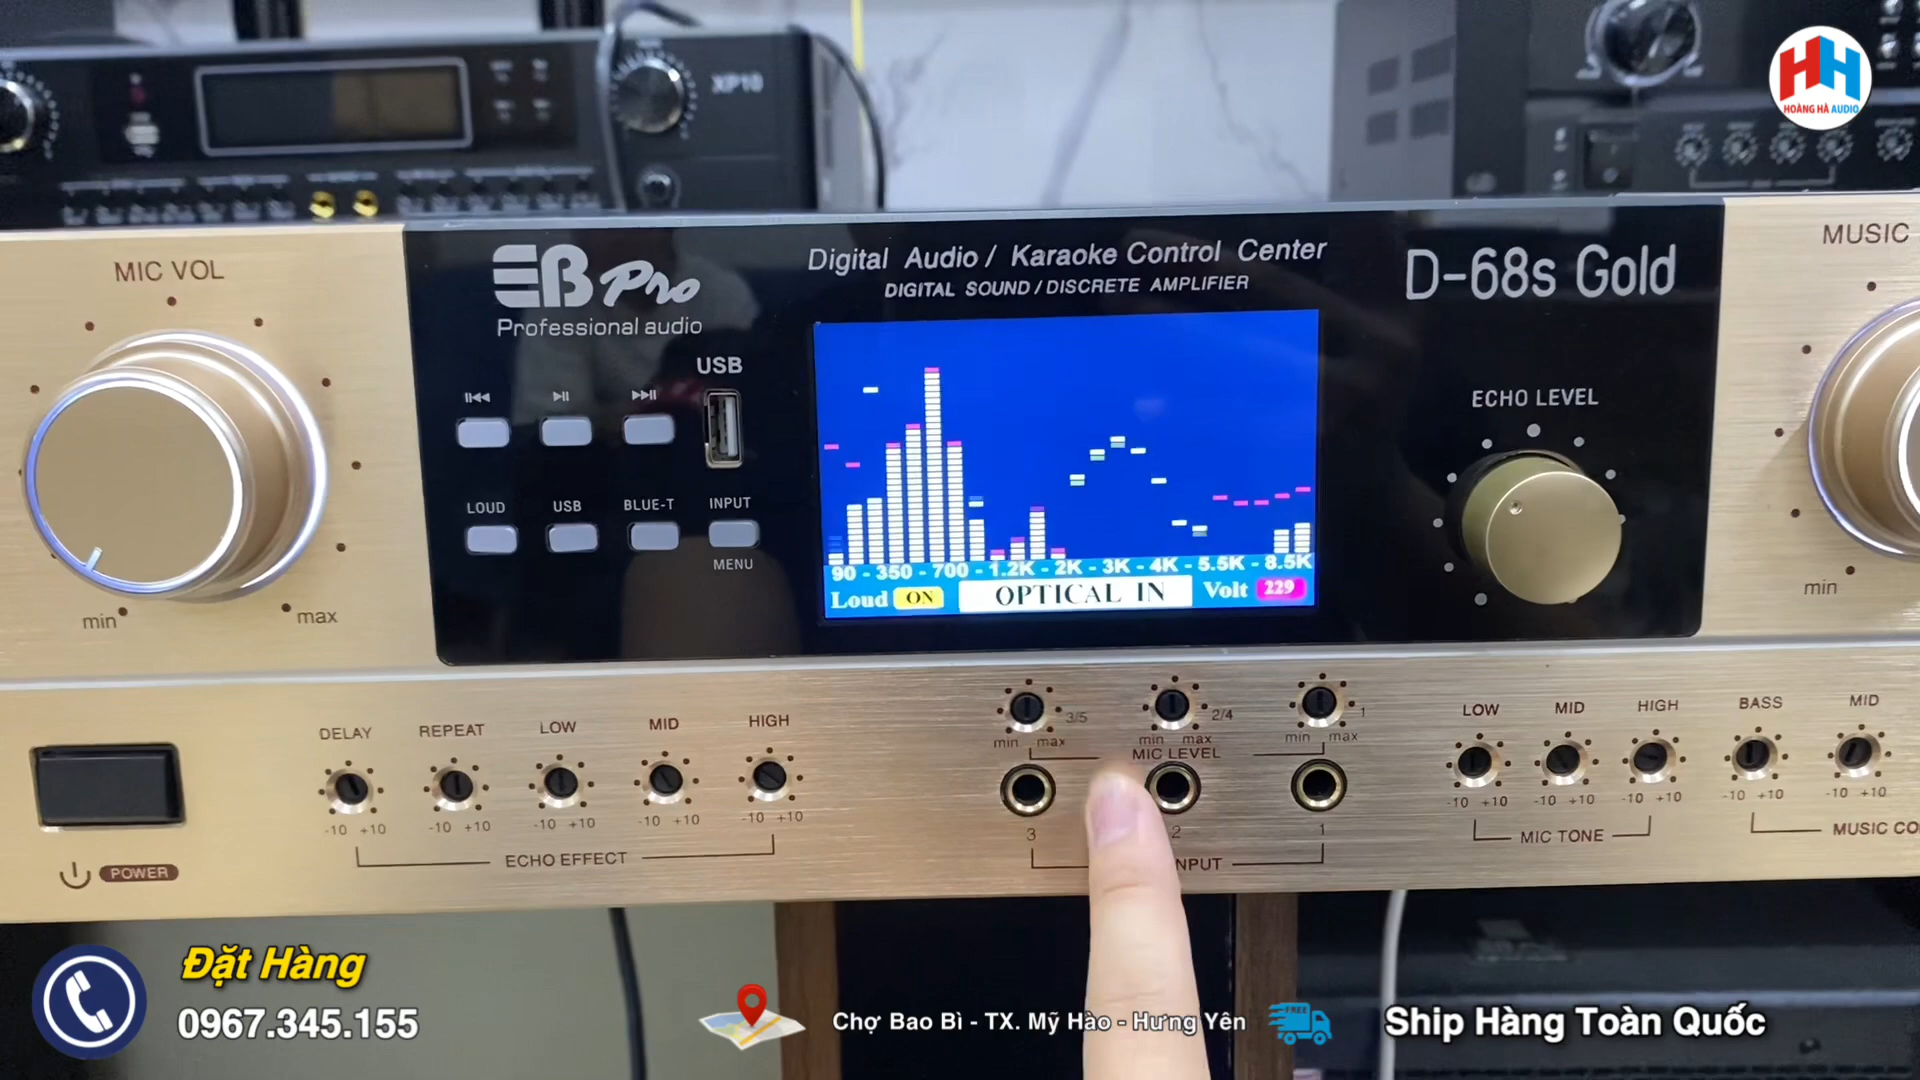 XP10
HOÀNG HÀ AUDIO
MIC VOL
min
max
EB Pro
Professional audio
Digital Audio / Karaoke Control Center
DIGITAL SOUND / DISCRETE AMPLIFIER
D-68s Gold
MUSIC
min
USB
LOUD
USB
BLUE-T
INPUT
MENU
90 - 350 - 700 - 1.2K - 2K - 3K - 4K - 5.5K - 8.5K
Loud ON
OPTICAL IN
Volt 229
ECHO LEVEL
POWER
DELAY
REPEAT
LOW
MID
HIGH
-10 +10
-10 +10
-10 +10
-10 +10
-10 +10
ECHO EFFECT
3/5
2/4
1
min max
min max
min max
MIC LEVEL
3
2
1
NPUT
LOW
MID
HIGH
-10 +10
-10 +10
-10 +10
MIC TONE
BASS
MID
-10 +10
-10 +10
MUSIC CO
Đặt Hàng
0967.345.155
Chợ Bao Bì - TX. Mỹ Hào - Hưng Yên
FREE
Ship Hàng Toàn Quốc